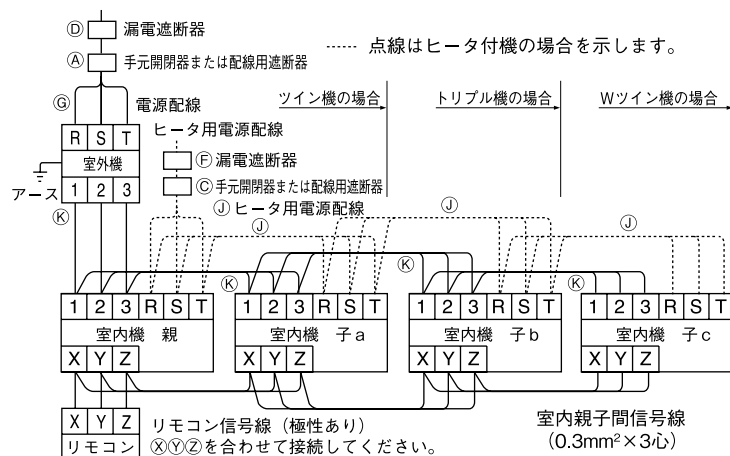 Ⓓ 漏電遮断器
Ⓐ 手元開閉器または配線用遮断器
点線はヒータ付機の場合を示します。
Ⓖ 電源配線
ツイン機の場合
トリプル機の場合
Wツイン機の場合
R S T
ヒータ用電源配線
室外機
Ⓕ 漏電遮断器
アース
1 2 3
Ⓒ 手元開閉器または配線用遮断器
Ⓚ
Ⓙ ヒータ用電源配線
Ⓙ
Ⓙ
Ⓙ
Ⓚ
Ⓚ
Ⓚ
1 2 3 R S T
1 2 3 R S T
1 2 3 R S T
1 2 3 R S T
室内機 親
室内機 子a
室内機 子b
室内機 子c
X Y Z
X Y Z
X Y Z
X Y Z
X Y Z
リモコン
リモコン信号線（極性あり）
ⓍⓎⓏを合わせて接続してください。
室内親子間信号線
（0.3mm²×3心）